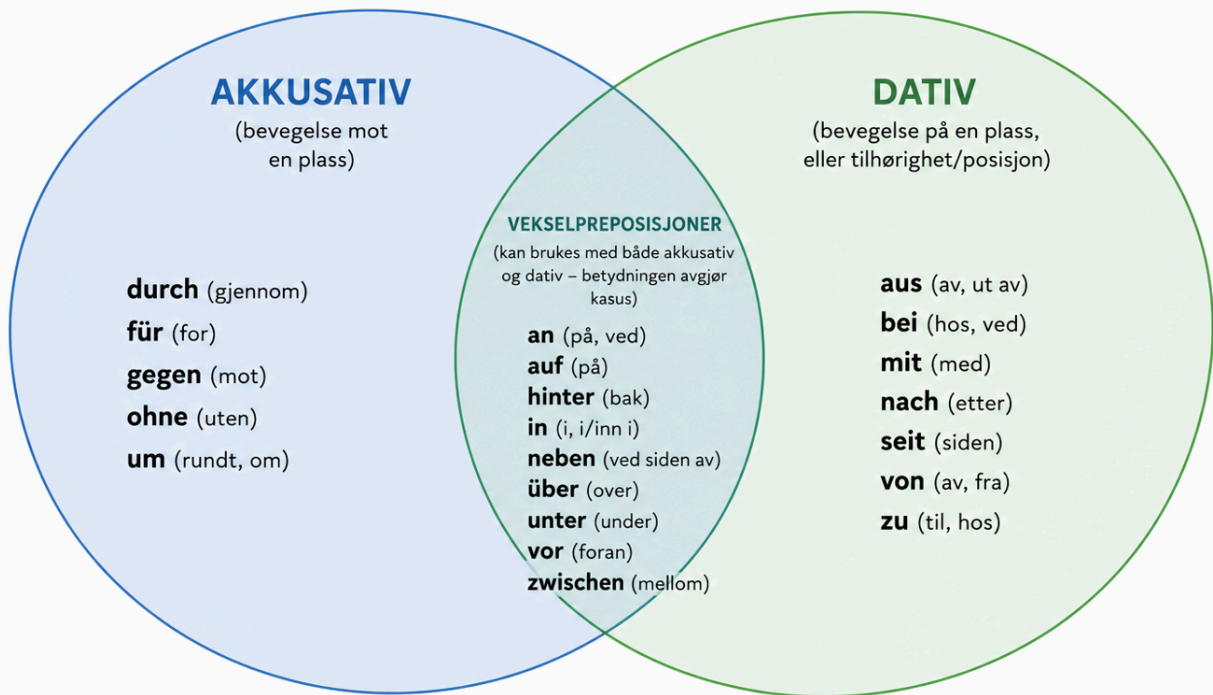 AKKUSATIV
(bevegelse mot
en plass)
durch (gjennom)
für (for)
gegen (mot)
ohne (uten)
um (rundt, om)
VEKSELPREPOSISJONER
(kan brukes med både akkusativ
og dativ – betydningen avgjør
kasus)
an (på, ved)
auf (på)
hinter (bak)
in (i, i/inn i)
neben (ved siden av)
über (over)
unter (under)
vor (foran)
zwischen (mellom)
DATIV
(bevegelse på en plass,
eller tilhørighet/posisjon)
aus (av, ut av)
bei (hos, ved)
mit (med)
nach (etter)
seit (siden)
von (av, fra)
zu (til, hos)